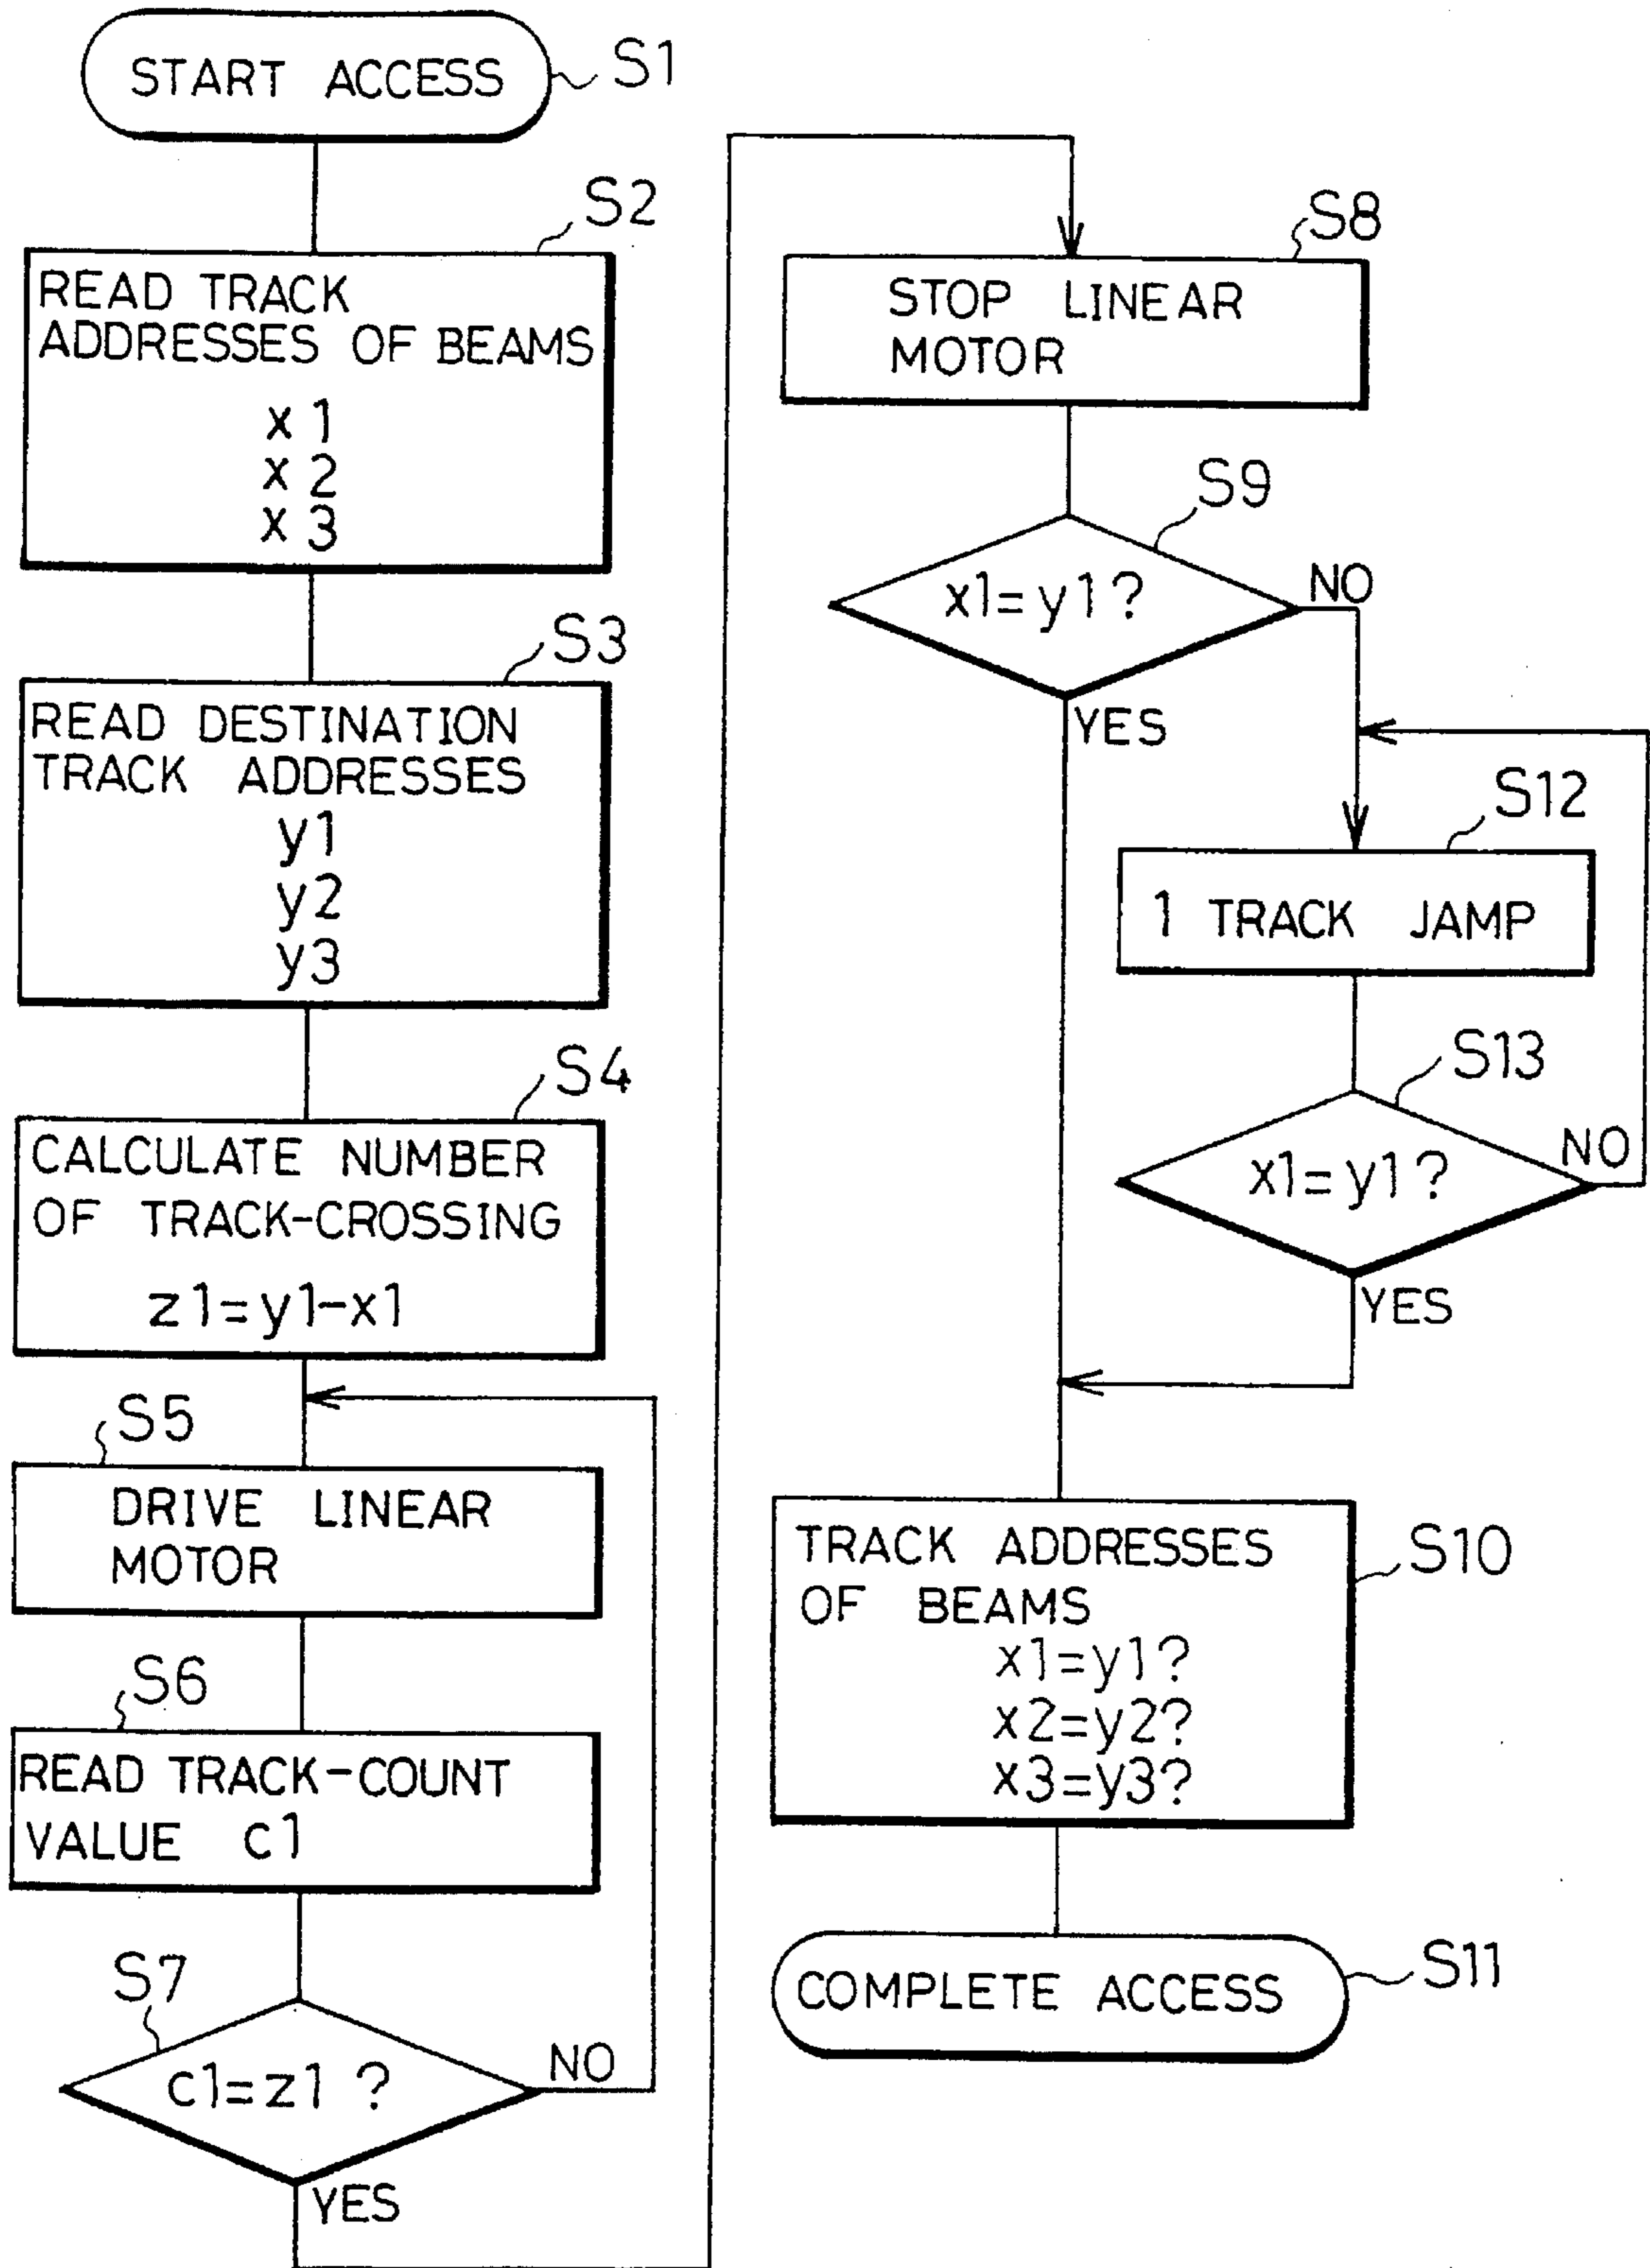 START ACCESS
S1
S2
READ TRACK
ADDRESSES OF BEAMS
x1
x2
x3
S3
READ DESTINATION
TRACK ADDRESSES
y1
y2
y3
S4
CALCULATE NUMBER
OF TRACK-CROSSING
z1=y1-x1
S5
DRIVE LINEAR
MOTOR
S6
READ TRACK-COUNT
VALUE c1
S7
c1=z1 ?
NO
YES
S8
STOP LINEAR
MOTOR
S9
x1=y1?
NO
YES
S12
1 TRACK JAMP
S13
x1=y1?
NO
YES
S10
TRACK ADDRESSES
OF BEAMS
x1=y1?
x2=y2?
x3=y3?
COMPLETE ACCESS
S11